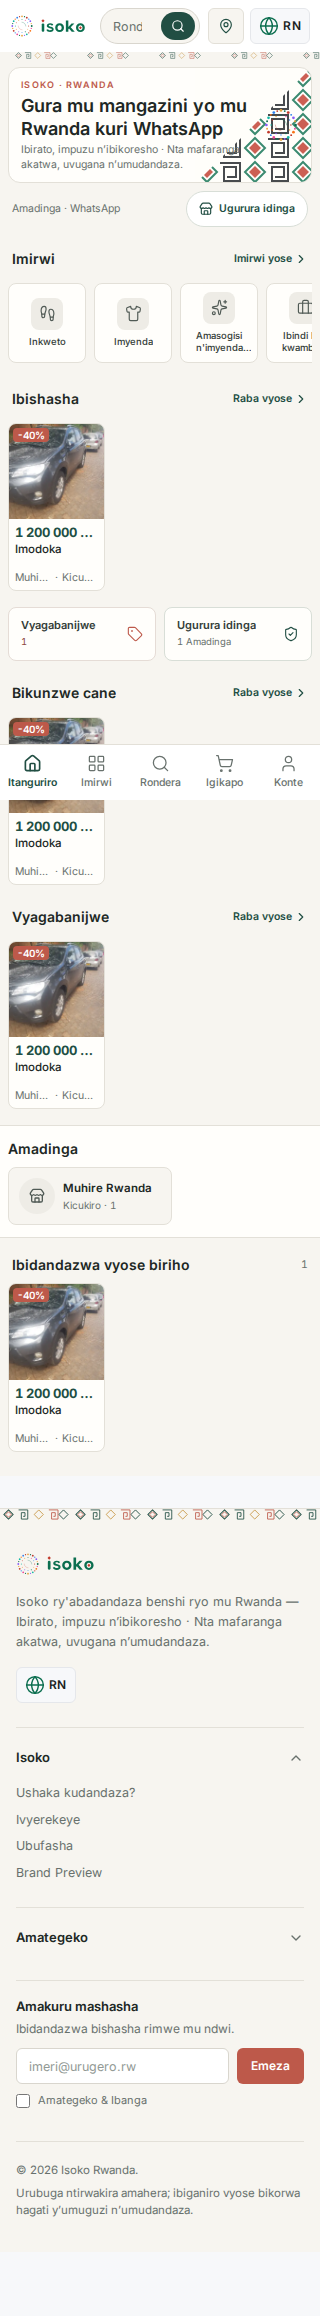 isoko
Rond
RN
ISOKO · RWANDA
Gura mu mangazini yo mu
Rwanda kuri WhatsApp
Ibirato, impuzu n'ibikoresho · Nta mafaranga
akatwa, uvugana n'umudandaza.
Amadinga · WhatsApp
Ugurura idinga
Imirwi
Imirwi yose
Inkweto
Imyenda
Amasogisi
n'imyenda...
Ibindi
kwamb
Ibishasha
Raba vyose
-40%
1 200 000 ...
Imodoka
Muhi... · Kicu...
Vyagabanijwe
1
Ugurura idinga
1 Amadinga
Bikunzwe cane
Raba vyose
-40%
Itanguriro
Imirwi
Rondera
Igikapo
Konte
1 200 000 ...
Imodoka
Muhi... · Kicu...
Vyagabanijwe
Raba vyose
-40%
1 200 000 ...
Imodoka
Muhi... · Kicu...
Amadinga
Muhire Rwanda
Kicukiro · 1
Ibidandazwa vyose biriho
1
-40%
1 200 000 ...
Imodoka
Muhi... · Kicu...
isoko
Isoko ry'abadandaza benshi ryo mu Rwanda —
Ibirato, impuzu n'ibikoresho · Nta mafaranga
akatwa, uvugana n'umudandaza.
RN
Isoko
Ushaka kudandaza?
Ivyerekeye
Ubufasha
Brand Preview
Amategeko
Amakuru mashasha
Ibidandazwa bishasha rimwe mu ndwi.
imeri@urugero.rw
Emeza
Amategeko & Ibanga
© 2026 Isoko Rwanda.
Urubuga ntirwakira amahera; ibiganiro vyose bikorwa
hagati y'umuguzi n'umudandaza.